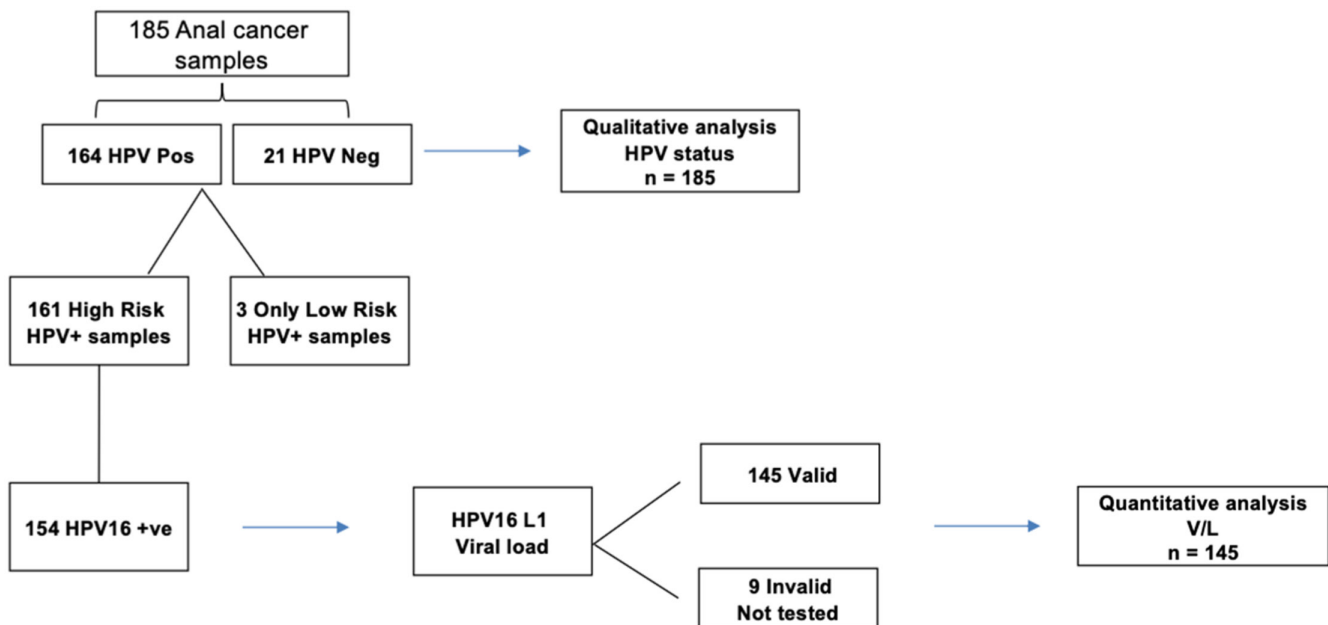 185 Anal cancer
samples
164 HPV Pos
21 HPV Neg
Qualitative analysis
HPV status
n = 185
161 High Risk
HPV+ samples
3 Only Low Risk
HPV+ samples
154 HPV16 +ve
HPV16 L1
Viral load
145 Valid
9 Invalid
Not tested
Quantitative analysis
V/L
n = 145